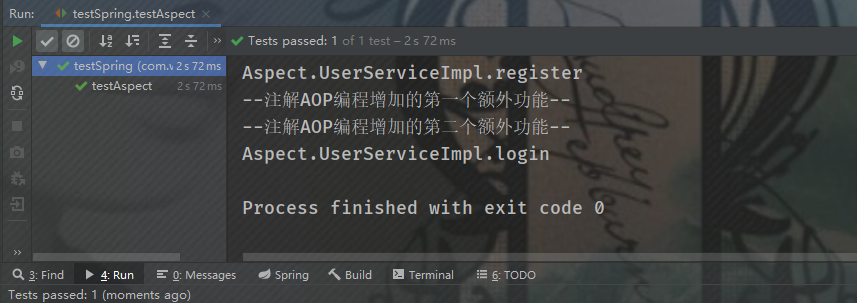 Run: testSpring.testAspect ×
» Tests passed: 1 of 1 test – 2 s 72 ms
testSpring (com.v 2 s 72 ms
testAspect 2 s 72 ms
Aspect.UserServiceImpl.register
--注解AOP编程增加的第一个额外功能--
--注解AOP编程增加的第二个额外功能--
Aspect.UserServiceImpl.login
Process finished with exit code 0
»
3: Find 4: Run 0: Messages Spring Build Terminal 6: TODO
Tests passed: 1 (moments ago)